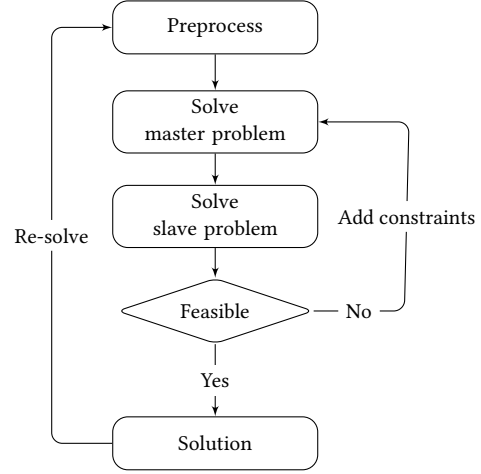 Preprocess
Solve
master problem
Solve
slave problem
Add constraints
Re-solve
Feasible
No
Yes
Solution